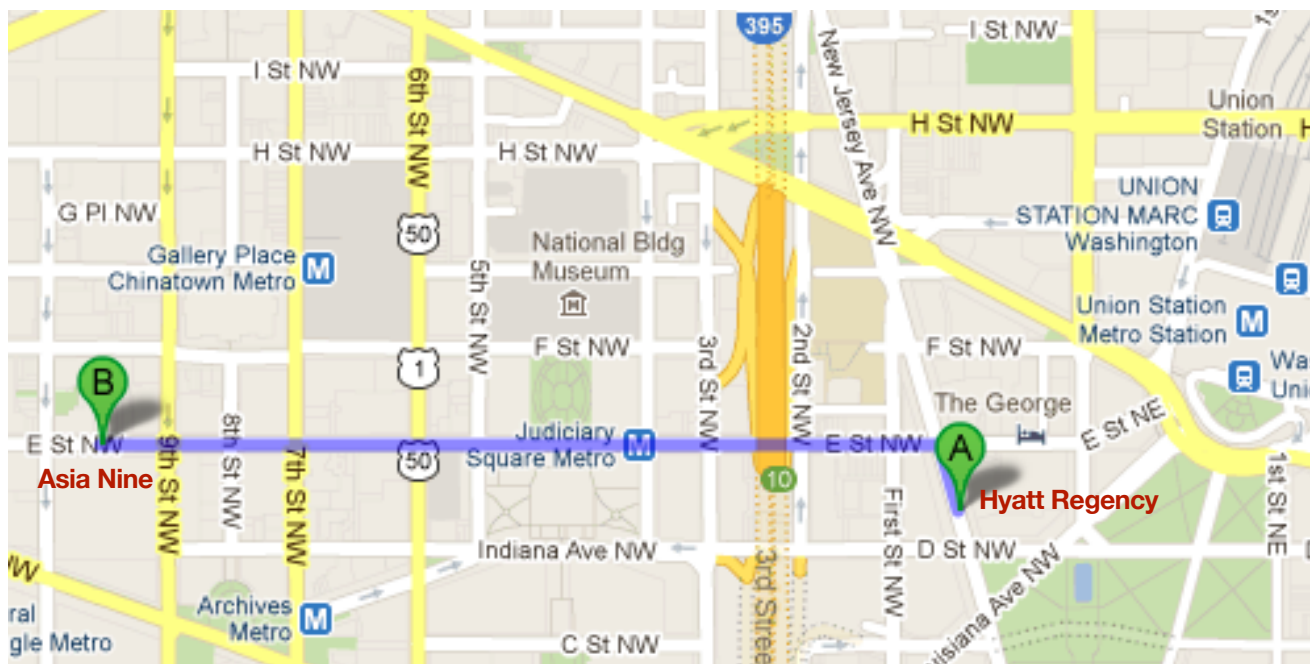 395
I St NW
New Jersey Ave NW
I St NW
6th St NW
Union
Station
H St NW
H St NW
H St NW
H
UNION
STATION MARC
Washington
G Pl NW
50
National Bldg
Museum
Gallery Place
Chinatown Metro
M
5th St NW
Union Station
Metro Station
M
F St NW
F St NW
3rd St NW
2nd St NW
1
B
The George
E St NE
E St NW
9th St NW
8th St NW
7th St NW
50
Judiciary
Square Metro
M
E St NW
A
Asia Nine
10
Hyatt Regency
First St NW
1st St NE
Indiana Ave NW
D St NW
3rd Stree
Archives
Metro
M
C St NW
isiana Ave NW
ral
gle Metro